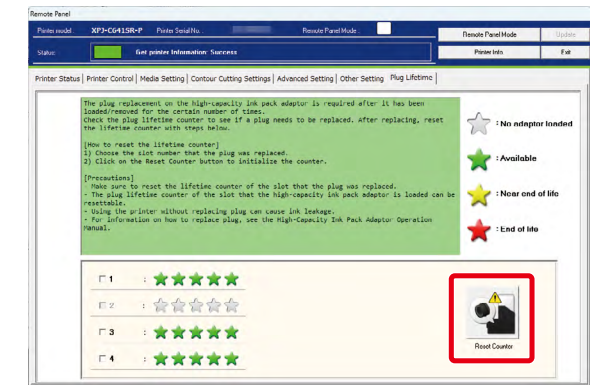 Remote Panel
Printer model: XPJ-C641SR-P Printer Serial No.: Remote Panel Mode:
Remote Panel Mode Update
Status: Get printer Information: Success
Printer Info Exit
Printer Status Printer Control Media Setting Contour Cutting Settings Advanced Setting Other Setting Plug Lifetime
The plug replacement on the high-capacity ink pack adaptor is required after it has been
loaded/removed for the certain number of times.
Check the plug lifetime counter to see if a plug needs to be replaced. After replacing, reset
the lifetime counter with steps below.
[How to reset the lifetime counter]
1) Choose the slot number that the plug was replaced.
2) Click on the Reset Counter button to initialize the counter.
[Precautions]
- Make sure to reset the lifetime counter of the slot that the plug was replaced.
- The plug lifetime counter of the slot that the high-capacity ink pack adaptor is loaded can be
resettable.
- Using the printer without replacing plug can cause ink leakage.
- For information on how to replace plug, see the High-Capacity Ink Pack Adaptor Operation
Manual.
: No adaptor loaded
: Available
: Near end of life
: End of life
1 :
2 :
3 :
4 :
Reset Counter